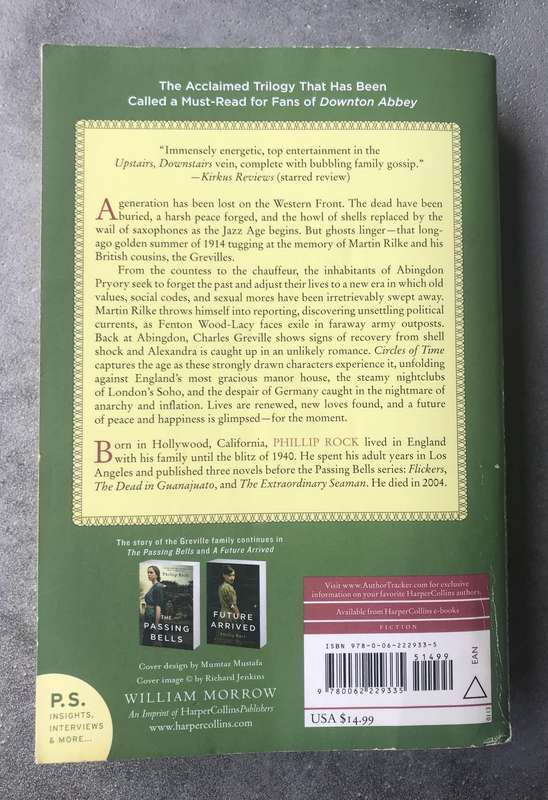 The Acclaimed Trilogy That Has Been
Called a Must-Read for Fans of Downton Abbey
“Immensely energetic, top entertainment in the
Upstairs, Downstairs vein, complete with bubbling family gossip.”
—Kirkus Reviews (starred review)
A generation has been lost on the Western Front. The dead have been
buried, a harsh peace forged, and the howl of shells replaced by the
wail of saxophones as the Jazz Age begins. But ghosts linger—that long-
ago golden summer of 1914 tugging at the memory of Martin Rilke and his
British cousins, the Grevilles.
From the countess to the chauffeur, the inhabitants of Abingdon
Pryory seek to forget the past and adjust their lives to a new era in which old
values, social codes, and sexual mores have been irretrievably swept away.
Martin Rilke throws himself into reporting, discovering unsettling political
currents, as Fenton Wood-Lacy faces exile in faraway army outposts.
Back at Abingdon, Charles Greville shows signs of recovery from shell
shock and Alexandra is caught up in an unlikely romance. Circles of Time
captures the age as these strongly drawn characters experience it, unfolding
against England’s most gracious manor house, the steamy nightclubs
of London’s Soho, and the despair of Germany caught in the nightmare of
anarchy and inflation. Lives are renewed, new loves found, and a future
of peace and happiness is glimpsed—for the moment.
Born in Hollywood, California, PHILLIP ROCK lived in England
with his family until the blitz of 1940. He spent his adult years in Los
Angeles and published three novels before the Passing Bells series: Flickers,
The Dead in Guanajuato, and The Extraordinary Seaman. He died in 2004.
The story of the Greville family continues in
The Passing Bells and A Future Arrived
Phillip Rock
THE
PASSING
BELLS
FUTURE
ARRIVED
Phillip Rock
Cover design by Mumtaz Mustafa
Cover image © by Richard Jenkins
WILLIAM MORROW
An Imprint of HarperCollinsPublishers
www.harpercollins.com
P.S.
INSIGHTS,
INTERVIEWS
& MORE...
Visit www.AuthorTracker.com for exclusive
information on your favorite HarperCollins authors.
Available from HarperCollins e-books
FICTION
ISBN 978-0-06-222933-5
51499
9 780062 229335
EAN
USA $14.99